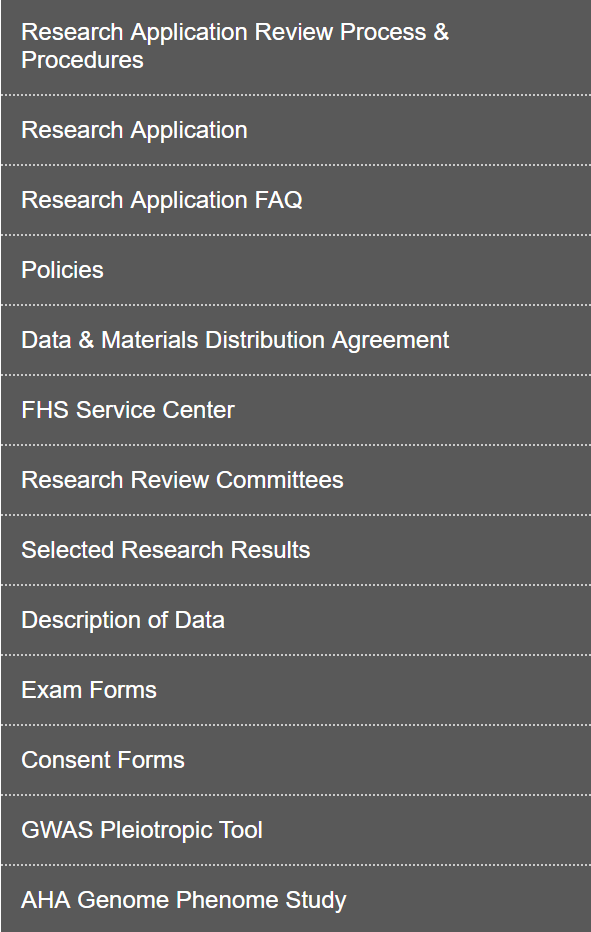 Research Application Review Process &
Procedures
Research Application
Research Application FAQ
Policies
Data & Materials Distribution Agreement
FHS Service Center
Research Review Committees
Selected Research Results
Description of Data
Exam Forms
Consent Forms
GWAS Pleiotropic Tool
AHA Genome Phenome Study